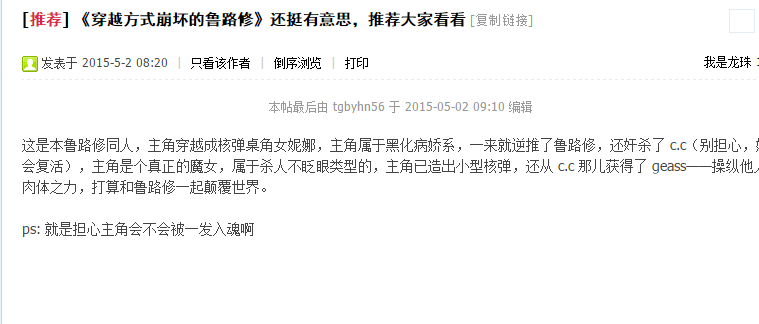 [推荐] 《穿越方式崩坏的鲁路修》还挺有意思，推荐大家看看 [复制链接]
发表于 2015-5-2 08:20 | 只看该作者 | 倒序浏览 | 打印 我是龙珠
本帖最后由 tgbyhn56 于 2015-05-02 09:10 编辑
这是本鲁路修同人，主角穿越成核弹桌角女妮娜，主角属于黑化病娇系，一来就逆推了鲁路修，还奸杀了 c.c（别担心，
会复活），主角是个真正的魔女，属于杀人不眨眼类型的，主角已造出小型核弹，还从 c.c 那儿获得了 geass——操纵他
肉体之力，打算和鲁路修一起颠覆世界。
ps: 就是担心主角会不会被一发入魂啊